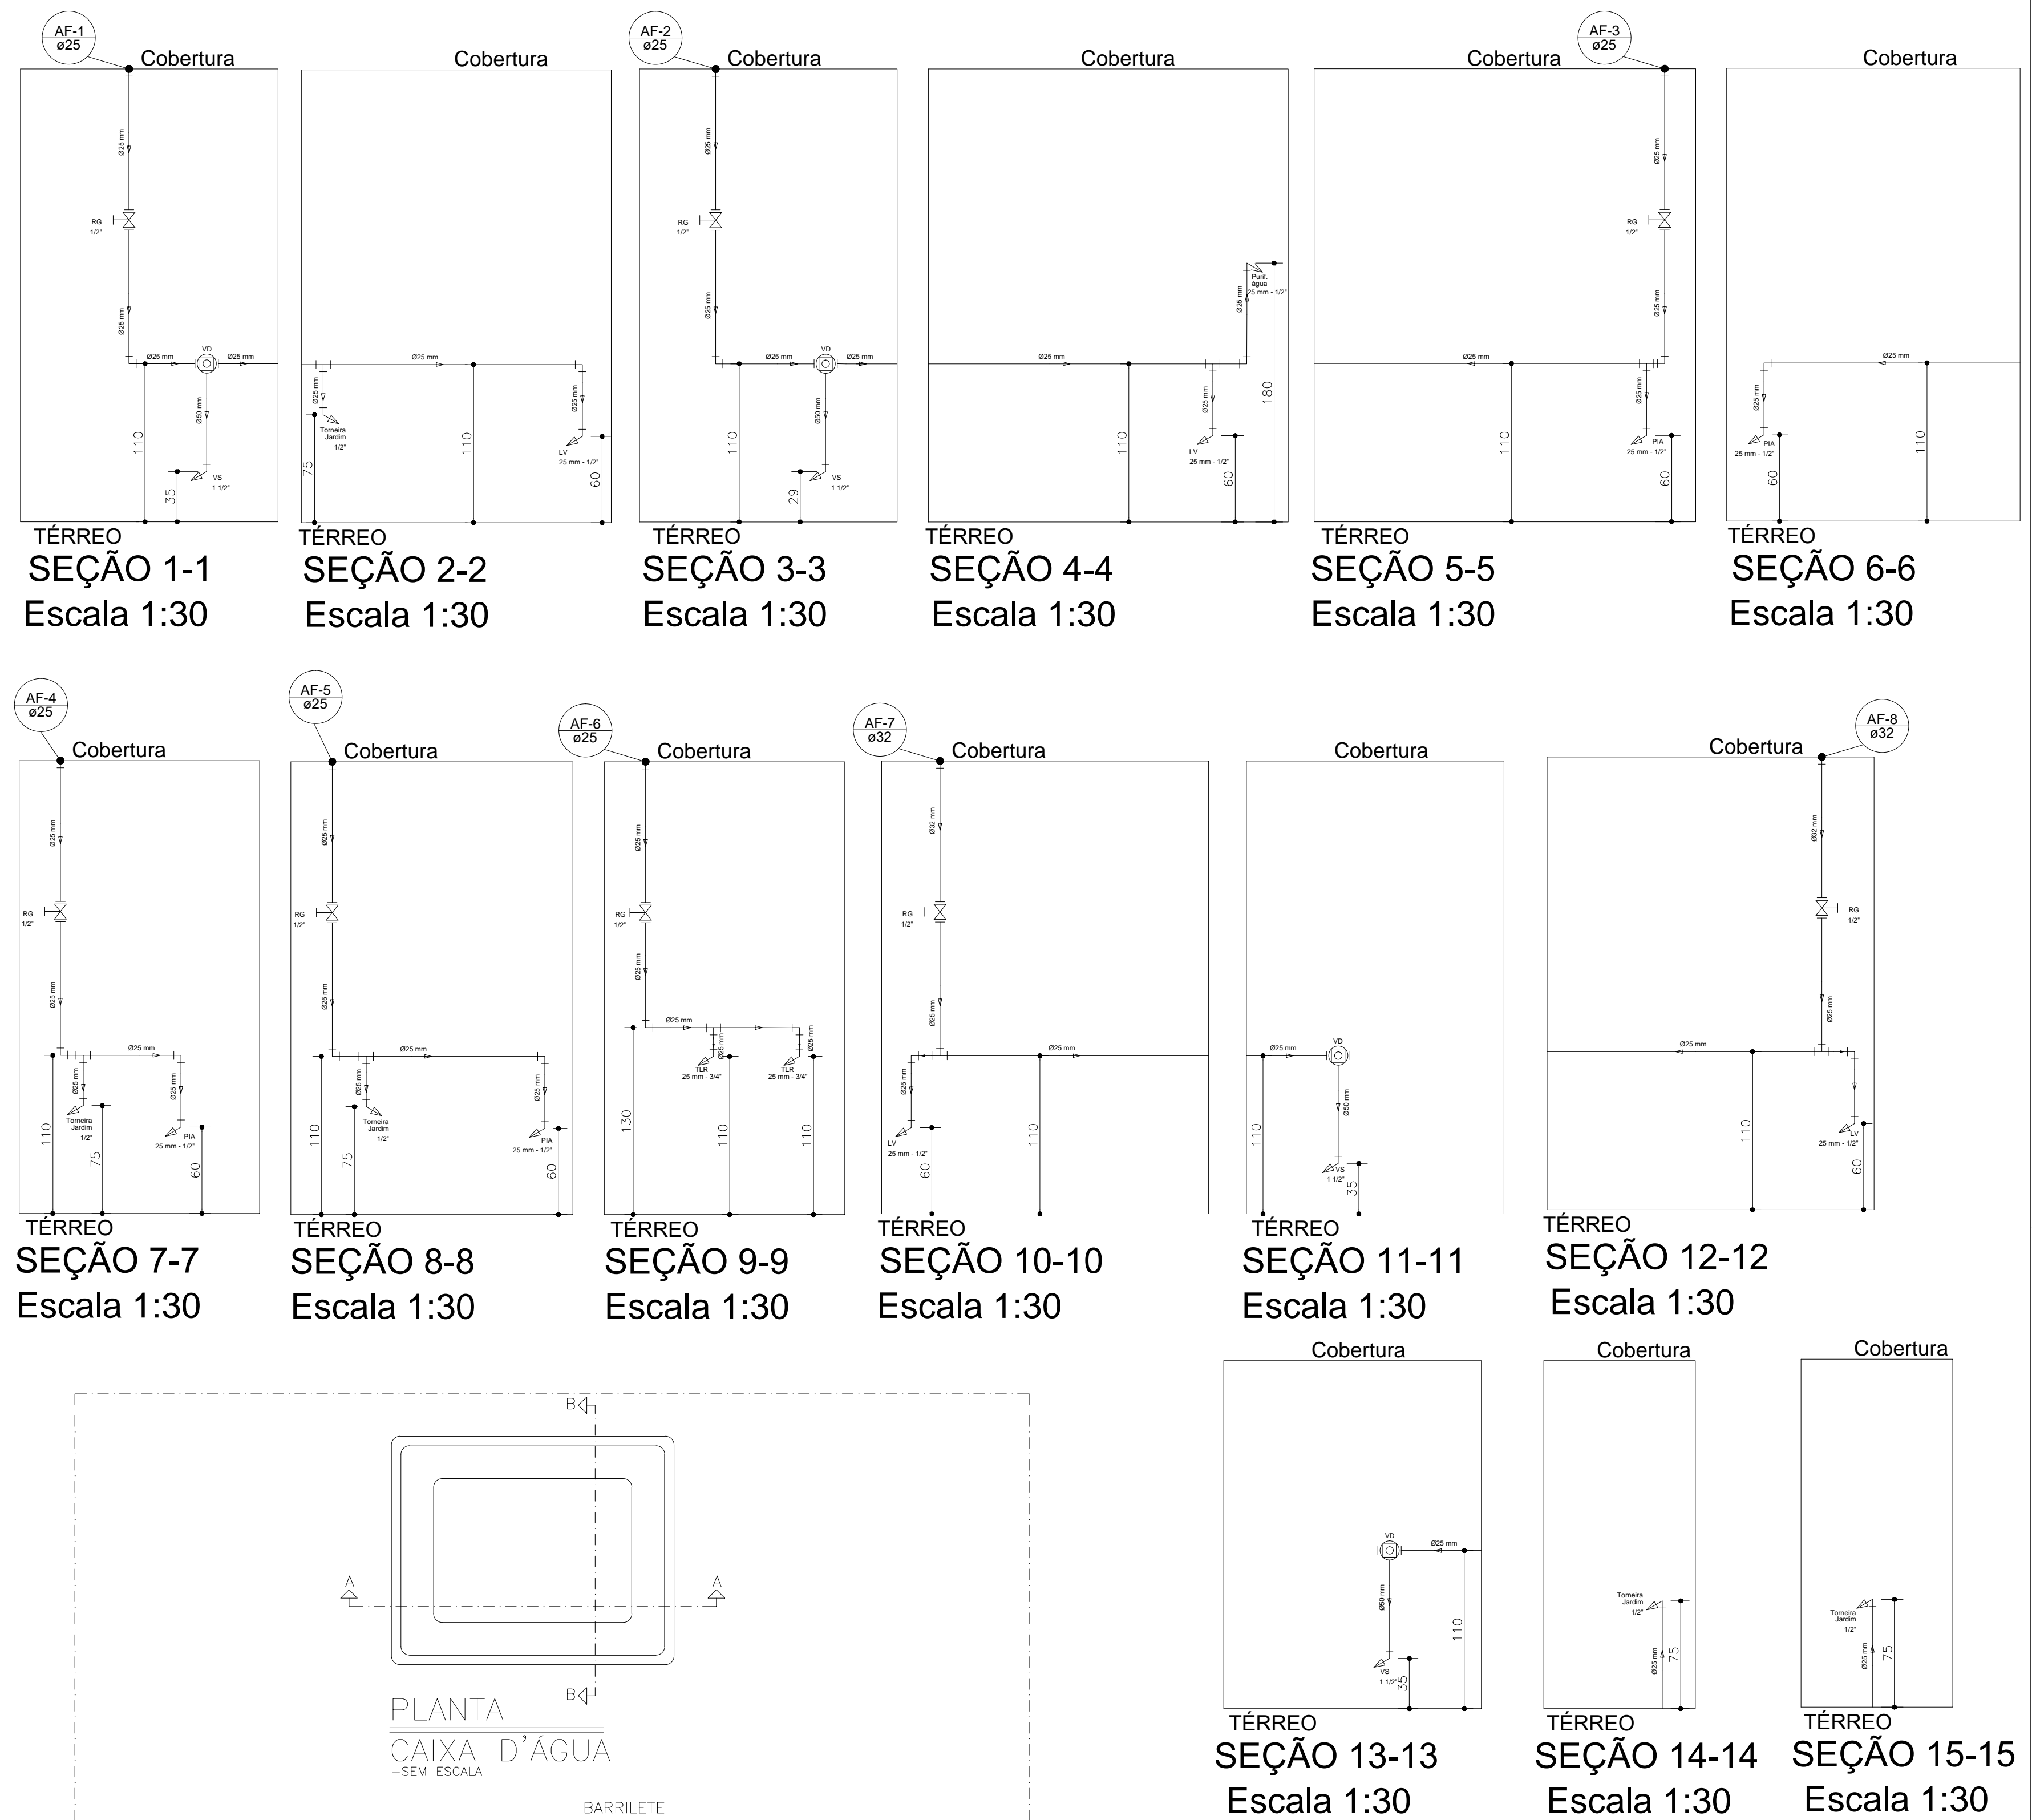 AF-1
ø25
Cobertura
Ø25 mm
RG
1/2"
Ø25 mm
Ø25 mm
VD
Ø25 mm
Ø50 mm
110
35
VS
1 1/2"
TÉRREO
SEÇÃO 1-1
Escala 1:30
Cobertura
Ø25 mm
Ø25 mm
Torneira
Jardim
1/2"
75
110
Ø25 mm
LV
25 mm - 1/2"
60
TÉRREO
SEÇÃO 2-2
Escala 1:30
AF-2
ø25
Cobertura
Ø25 mm
RG
1/2"
Ø25 mm
Ø25 mm
VD
Ø25 mm
Ø50 mm
110
29
VS
1 1/2"
TÉRREO
SEÇÃO 3-3
Escala 1:30
Cobertura
Purif.
água
25 mm - 1/2"
Ø25 mm
Ø25 mm
180
Ø25 mm
110
LV
25 mm - 1/2"
60
TÉRREO
SEÇÃO 4-4
Escala 1:30
AF-3
ø25
Cobertura
Ø25 mm
RG
1/2"
Ø25 mm
Ø25 mm
Ø25 mm
110
PIA
25 mm - 1/2"
60
TÉRREO
SEÇÃO 5-5
Escala 1:30
Cobertura
Ø25 mm
Ø25 mm
PIA
25 mm - 1/2"
60
110
TÉRREO
SEÇÃO 6-6
Escala 1:30
AF-4
ø25
Cobertura
Ø25 mm
RG
1/2"
Ø25 mm
Ø25 mm
Ø25 mm
Ø25 mm
Torneira
Jardim
1/2"
110
75
PIA
25 mm - 1/2"
60
TÉRREO
SEÇÃO 7-7
Escala 1:30
AF-5
ø25
Cobertura
Ø25 mm
RG
1/2"
Ø25 mm
Ø25 mm
Ø25 mm
Ø25 mm
Torneira
Jardim
1/2"
110
75
PIA
25 mm - 1/2"
60
TÉRREO
SEÇÃO 8-8
Escala 1:30
AF-6
ø25
Cobertura
Ø25 mm
RG
1/2"
Ø25 mm
Ø25 mm
Ø25 mm
Ø25 mm
TLR
25 mm - 3/4"
TLR
25 mm - 3/4"
130
110
110
TÉRREO
SEÇÃO 9-9
Escala 1:30
AF-7
ø32
Cobertura
Ø32 mm
RG
1/2"
Ø25 mm
Ø25 mm
Ø25 mm
LV
25 mm - 1/2"
60
110
TÉRREO
SEÇÃO 10-10
Escala 1:30
Cobertura
Ø25 mm
VD
Ø50 mm
110
VS
1 1/2"
35
TÉRREO
SEÇÃO 11-11
Escala 1:30
AF-8
ø32
Cobertura
Ø32 mm
RG
1/2"
Ø25 mm
Ø25 mm
110
LV
25 mm - 1/2"
60
TÉRREO
SEÇÃO 12-12
Escala 1:30
B
A
A
B
PLANTA
CAIXA D'ÁGUA
-SEM ESCALA
BARRILETE
Cobertura
VD
Ø25 mm
Ø50 mm
110
VS
1 1/2"
35
TÉRREO
SEÇÃO 13-13
Escala 1:30
Cobertura
Torneira
Jardim
1/2"
Ø25 mm
75
TÉRREO
SEÇÃO 14-14
Escala 1:30
Cobertura
Torneira
Jardim
1/2"
Ø25 mm
75
TÉRREO
SEÇÃO 15-15
Escala 1:30